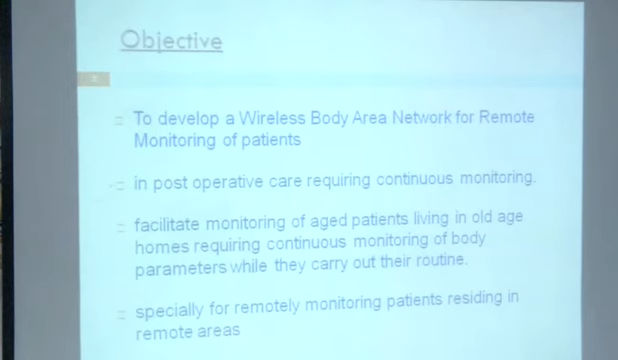 Objective
To develop a Wireless Body Area Network for Remote
Monitoring of patients
in post operative care requiring continuous monitoring.
facilitate monitoring of aged patients living in old age
homes requiring continuous monitoring of body
parameters while they carry out their routine.
specially for remotely monitoring patients residing in
remote areas